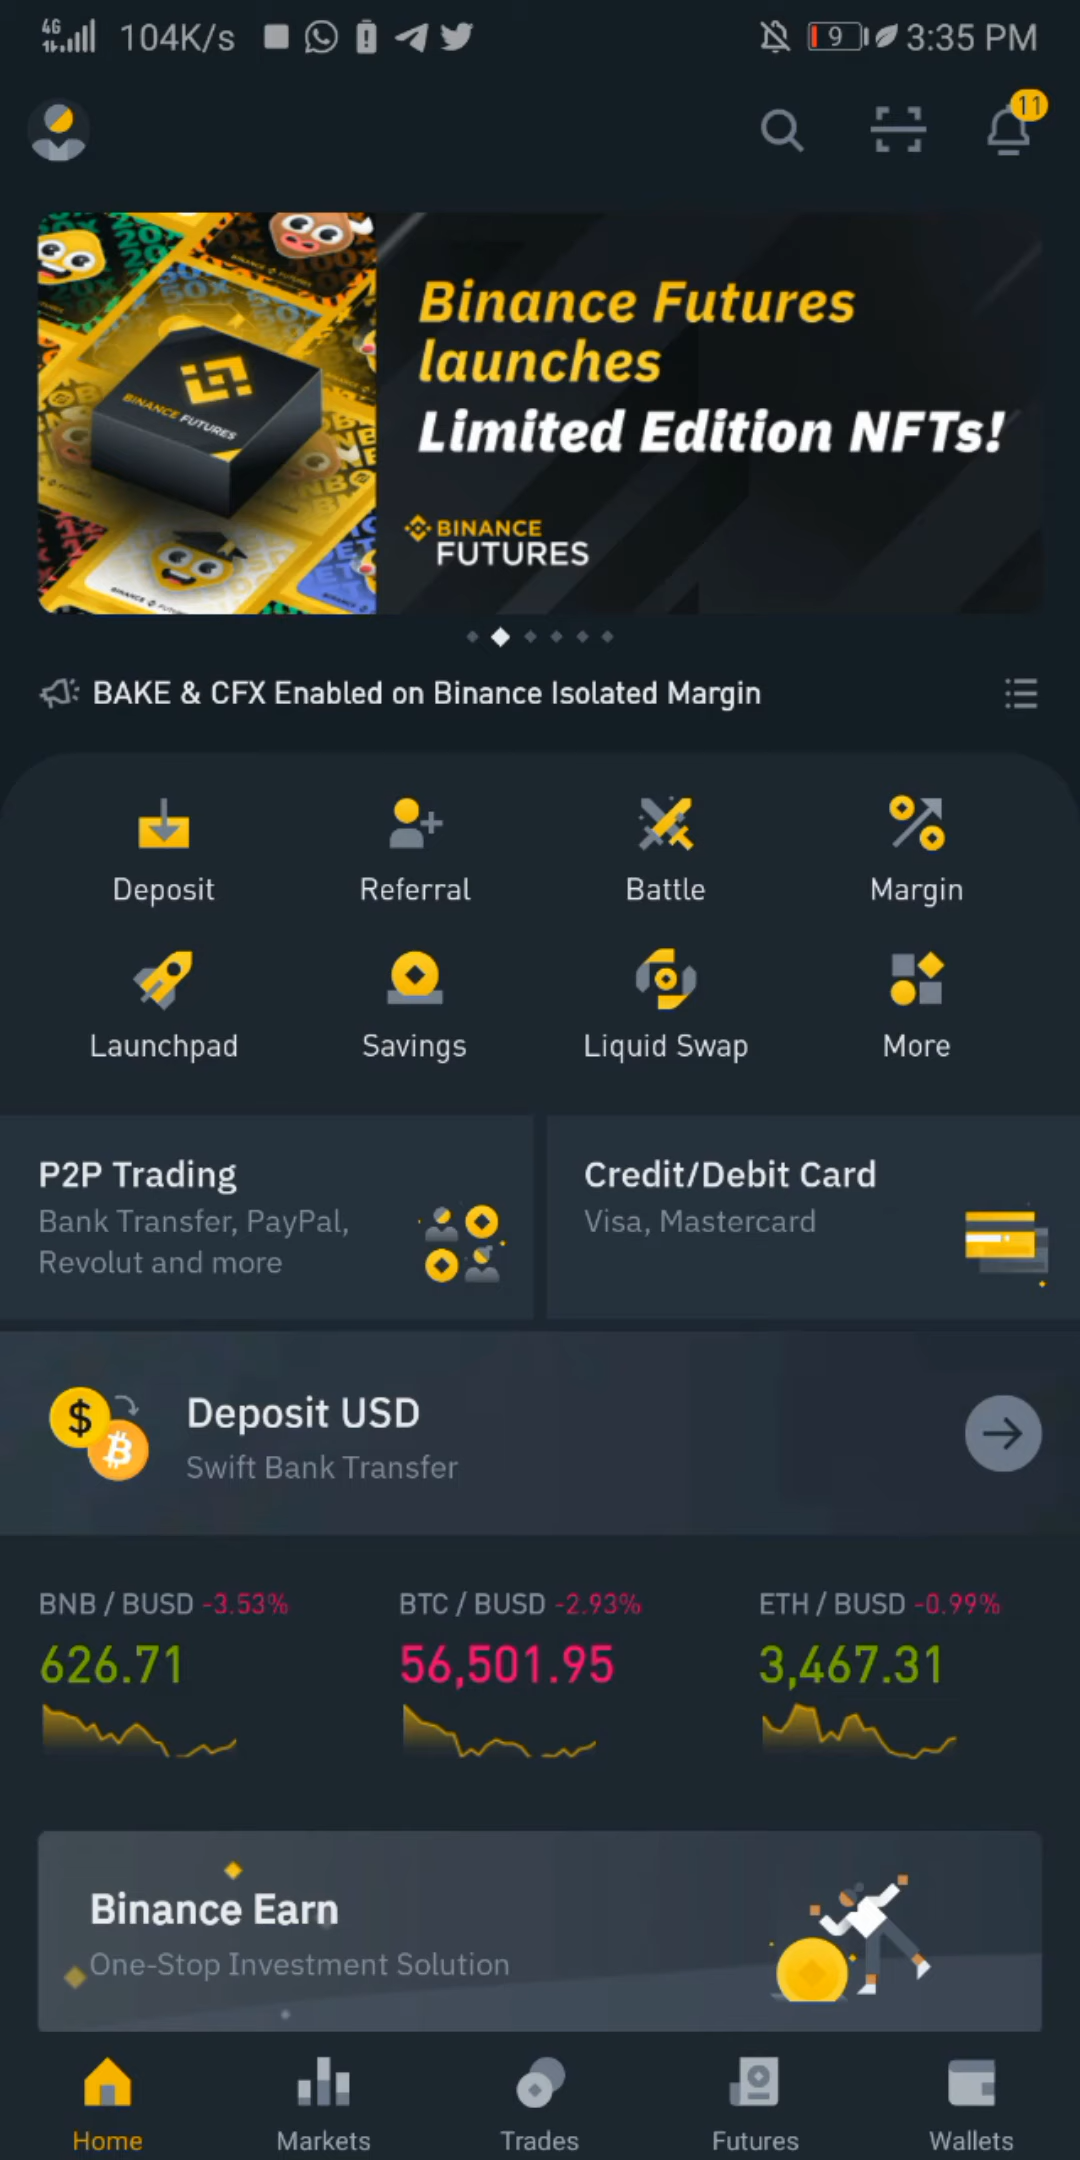 4G 104K/s 9 3:35 PM
11
Binance Futures
launches
Limited Edition NFTs!
BINANCE FUTURES
BINANCE
FUTURES
BAKE & CFX Enabled on Binance Isolated Margin
Deposit Referral Battle Margin
Launchpad Savings Liquid Swap More
P2P Trading
Bank Transfer, PayPal,
Revolut and more
Credit/Debit Card
Visa, Mastercard
Deposit USD
Swift Bank Transfer
BNB / BUSD -3.53% BTC / BUSD -2.93% ETH / BUSD -0.99%
626.71 56,501.95 3,467.31
Binance Earn
One-Stop Investment Solution
Home Markets Trades Futures Wallets